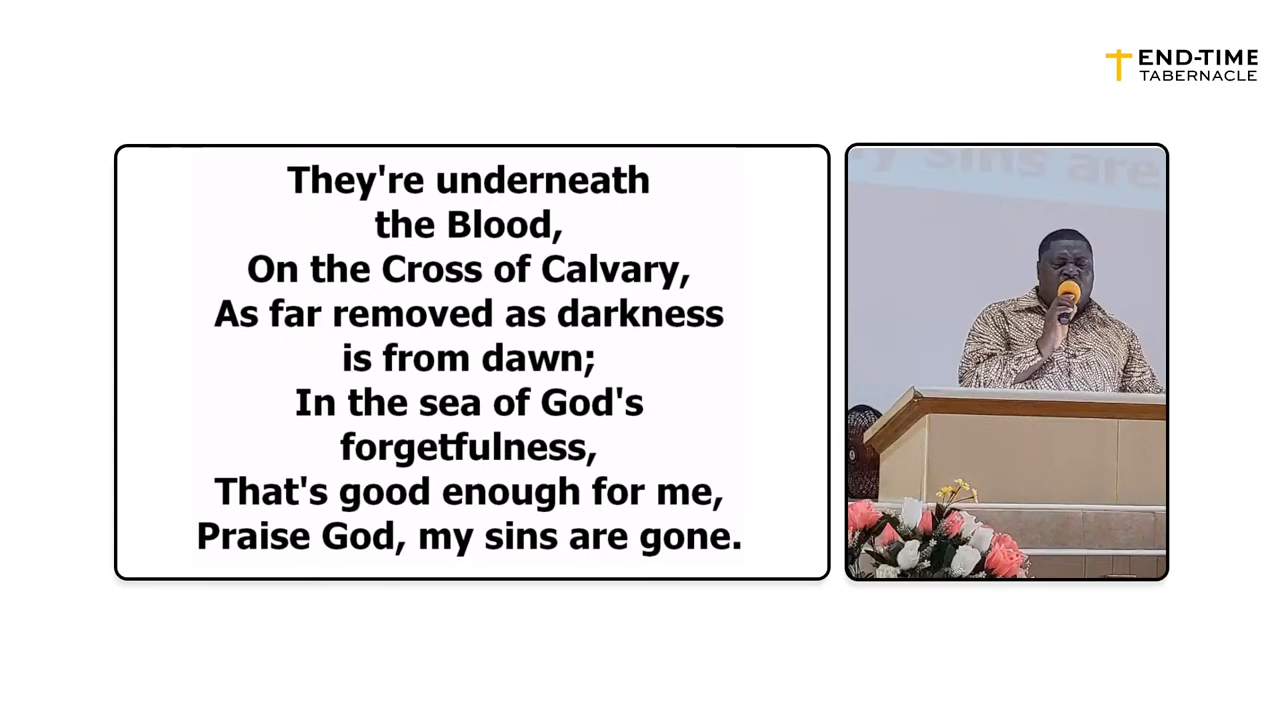 END-TIME
TABERNACLE
They're underneath
the Blood,
On the Cross of Calvary,
As far removed as darkness
is from dawn;
In the sea of God's
forgetfulness,
That's good enough for me,
Praise God, my sins are gone.
y sins are